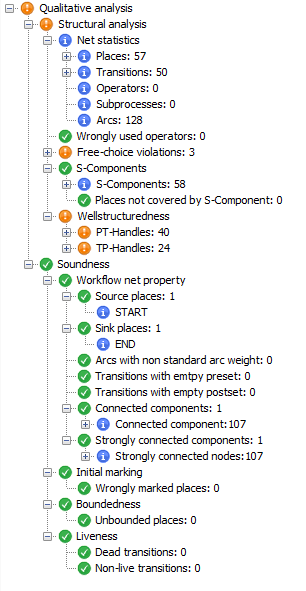 Qualitative analysis
Structural analysis
Net statistics
Places: 57
Transitions: 50
Operators: 0
Subprocesses: 0
Arcs: 128
Wrongly used operators: 0
Free-choice violations: 3
S-Components
S-Components: 58
Places not covered by S-Component: 0
Wellstructuredness
PT-Handles: 40
TP-Handles: 24
Soundness
Workflow net property
Source places: 1
START
Sink places: 1
END
Arcs with non standard arc weight: 0
Transitions with emtpy preset: 0
Transitions with empty postset: 0
Connected components: 1
Connected component:107
Strongly connected components: 1
Strongly connected nodes:107
Initial marking
Wrongly marked places: 0
Boundedness
Unbounded places: 0
Liveness
Dead transitions: 0
Non-live transitions: 0